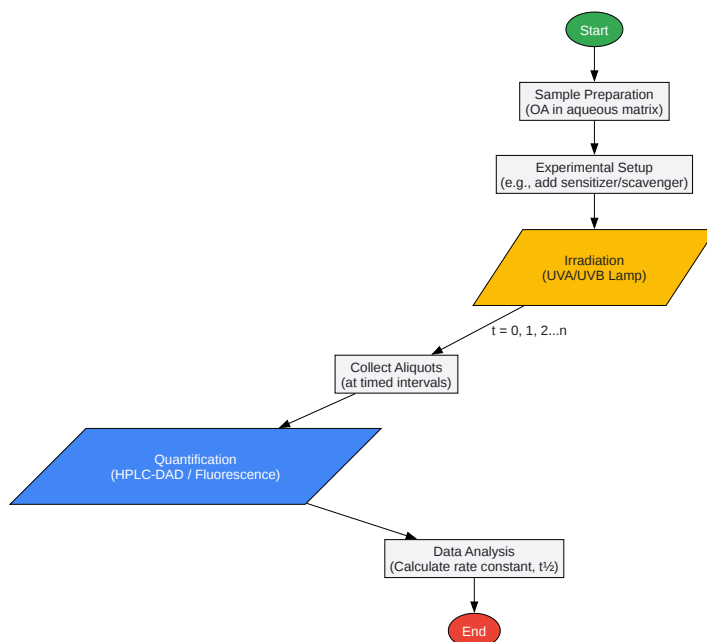 Start
Sample Preparation
(OA in aqueous matrix)
Experimental Setup
(e.g., add sensitizer/scavenger)
Irradiation
(UVA/UVB Lamp)
t = 0, 1, 2...n
Collect Aliquots
(at timed intervals)
Quantification
(HPLC-DAD / Fluorescence)
Data Analysis
(Calculate rate constant, t½)
End